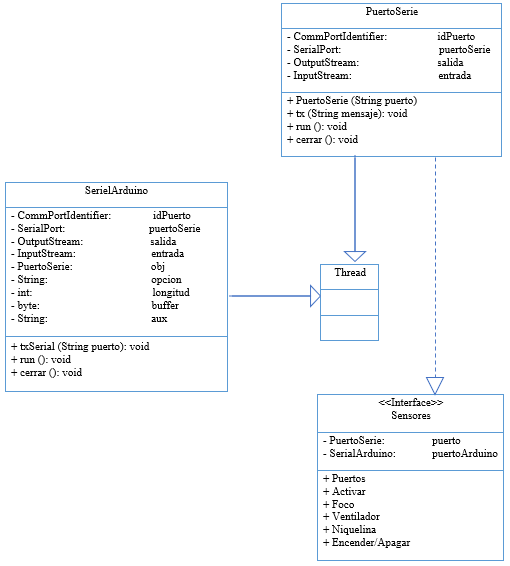 PuertoSerie
- CommPortIdentifier: idPuerto
- SerialPort: puertoSerie
- OutputStream: salida
- InputStream: entrada
+ PuertoSerie (String puerto)
+ tx (String mensaje): void
+ run (): void
+ cerrar (): void
SerielArduino
- CommPortIdentifier: idPuerto
- SerialPort: puertoSerie
- OutputStream: salida
- InputStream: entrada
- PuertoSerie: obj
- String: opcion
- int: longitud
- byte: buffer
- String: aux
+ txSerial (String puerto): void
+ run (): void
+ cerrar (): void
Thread
<<Interface>>
Sensores
- PuertoSerie: puerto
- SerialArduino: puertoArduino
+ Puertos
+ Activar
+ Foco
+ Ventilador
+ Niquelina
+ Encender/Apagar